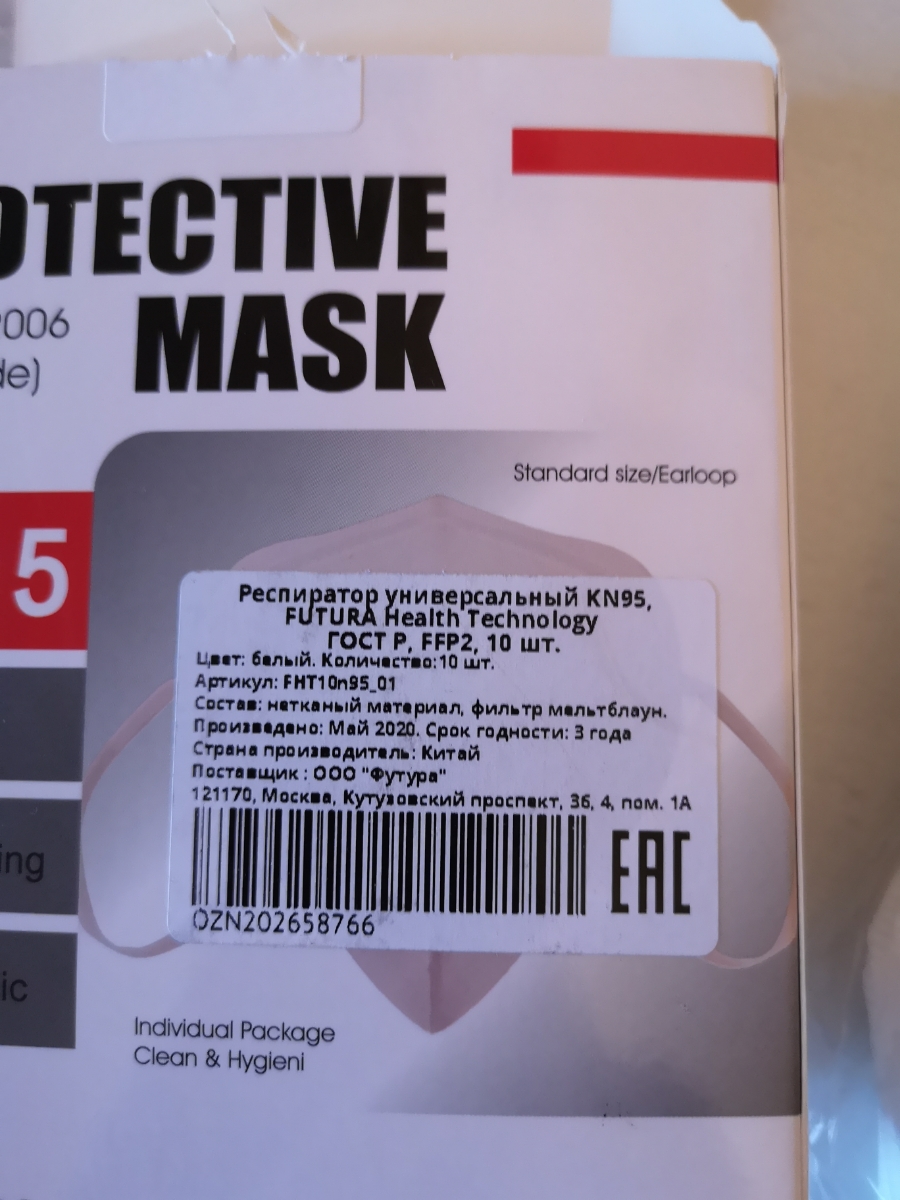 OTECTIVE
MASK
2006
de)
Standard size/Earloop
5
Респиратор универсальный KN95,
FUTURA Health Technology
ГОСТ Р, FFP2, 10 шт.
Цвет: белый. Количество:10 шт.
Артикул: FHT10n95_01
Состав: нетканый материал, фильтр мельтблаун.
Произведено: Май 2020. Срок годности: 3 года
Страна производитель: Китай
Поставщик : ООО "Футура"
121170, Москва, Кутузовский проспект, 36, 4, пом. 1А
EAC
OZN202658766
ing
ic
Individual Package
Clean & Hygieni